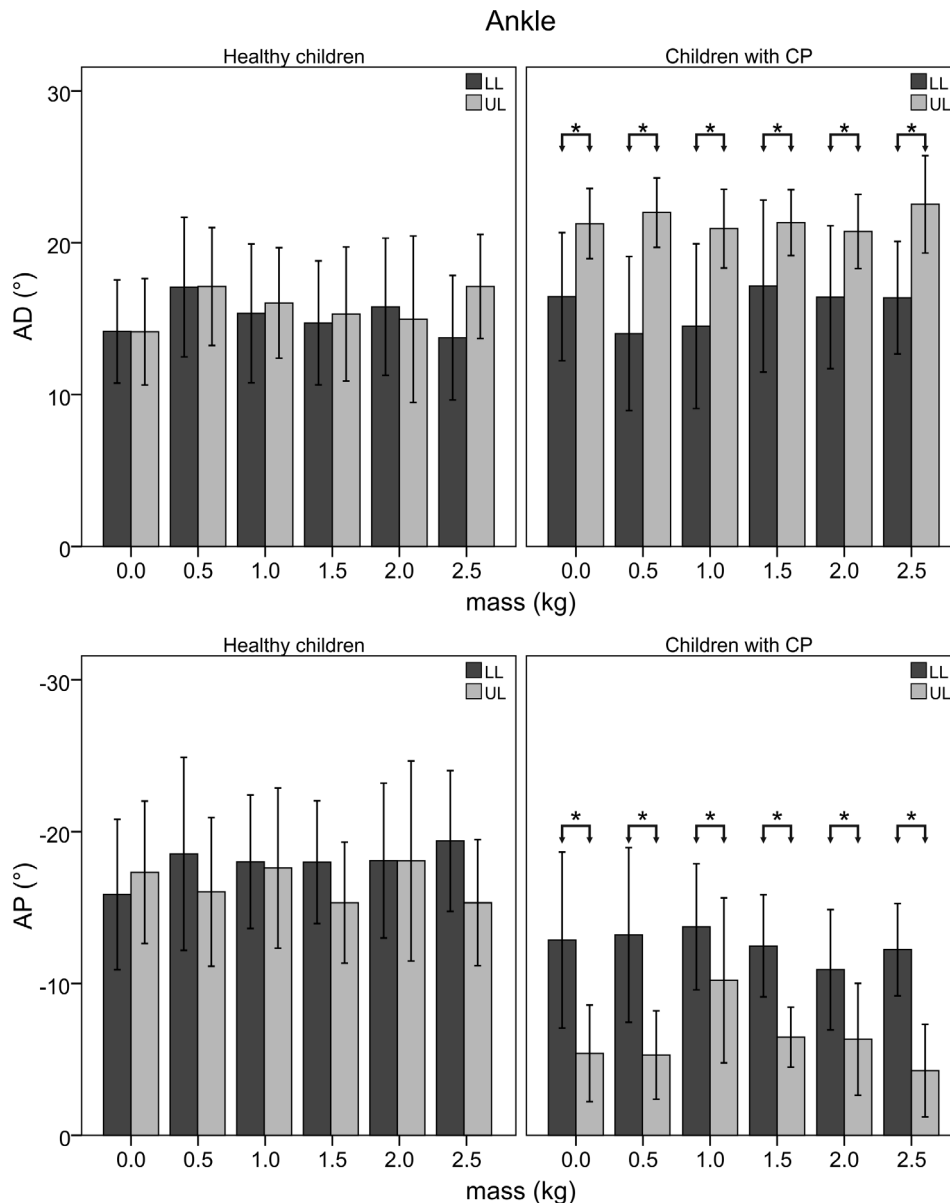 Ankle
Healthy children
Children with CP
LL
UL
LL
UL
* * * * * *
30
20
10
0
AD (°)
0.0 0.5 1.0 1.5 2.0 2.5
0.0 0.5 1.0 1.5 2.0 2.5
mass (kg)
mass (kg)
Healthy children
Children with CP
LL
UL
LL
UL
* * * * * *
-30
-20
-10
0
AP (°)
0.0 0.5 1.0 1.5 2.0 2.5
0.0 0.5 1.0 1.5 2.0 2.5
mass (kg)
mass (kg)